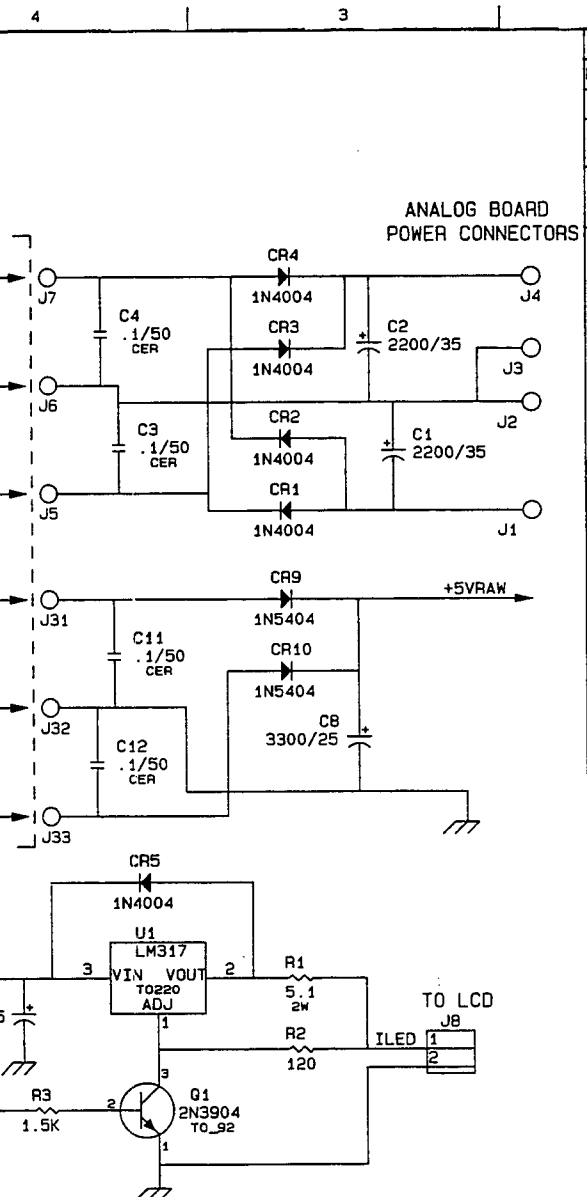 4 3
ANALOG BOARD
POWER CONNECTORS
CR4
1N4004
J7
J4
C4
.1/50
CER
C2
2200/35
+
CR3
1N4004
J3
J6
J2
C3
.1/50
CER
CR2
1N4004
C1
2200/35
+
J5
CR1
1N4004
J1
CR9
1N5404
+5VRAW
J31
C11
.1/50
CER
CR10
1N5404
J32
C8
3300/25
+
C12
.1/50
CER
J33
CR5
1N4004
U1
LM317
3 VIN VOUT 2
TO220
ADJ
1
R1
5.1
2W
TO LCD
J8
5
+
R2
120
ILED 1
2
3
R3
1.5K
2
Q1
2N3904
TO_92
1